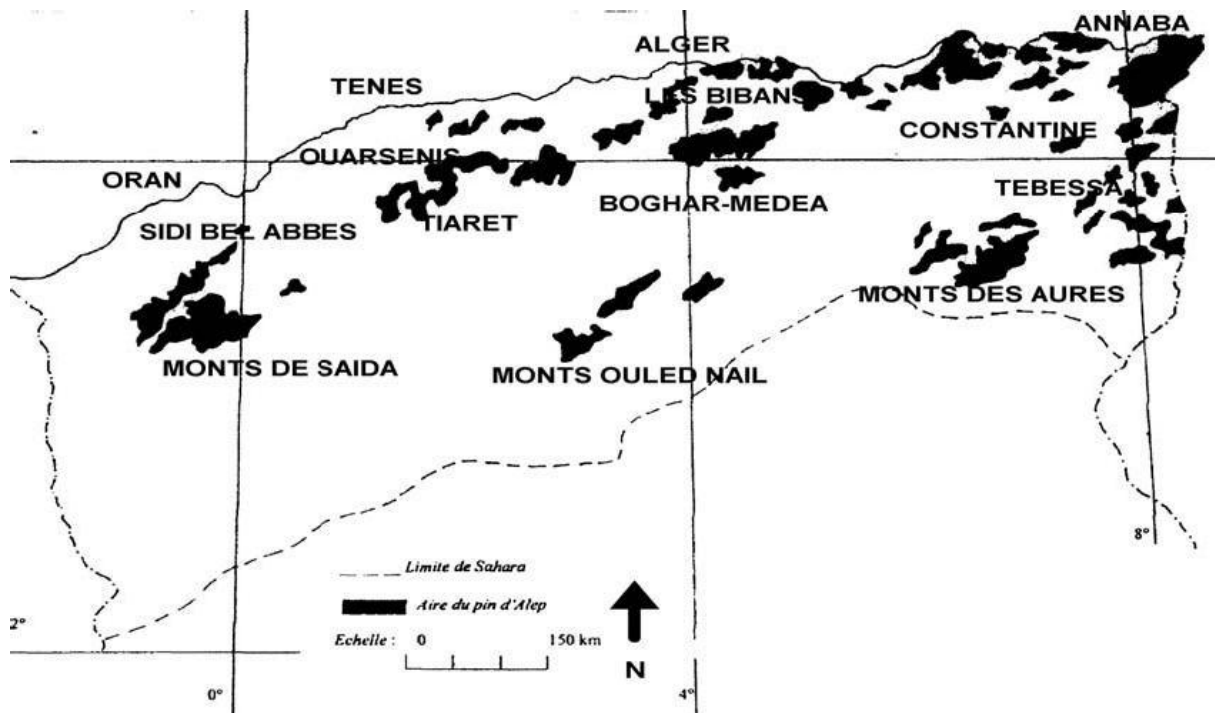 ANNABA
ALGER
TENES
LES BIBANS
CONSTANTINE
OUARSENIS
ORAN
TEBESSA
BOGHAR-MEDEA
TIARET
SIDI BEL ABBES
MONTS DES AURES
MONTS DE SAIDA
MONTS OULED NAIL
8°
Limite de Sahara
Aire du pin d'Alep
Echelle : 0 150 km
2°
N
0°
4°